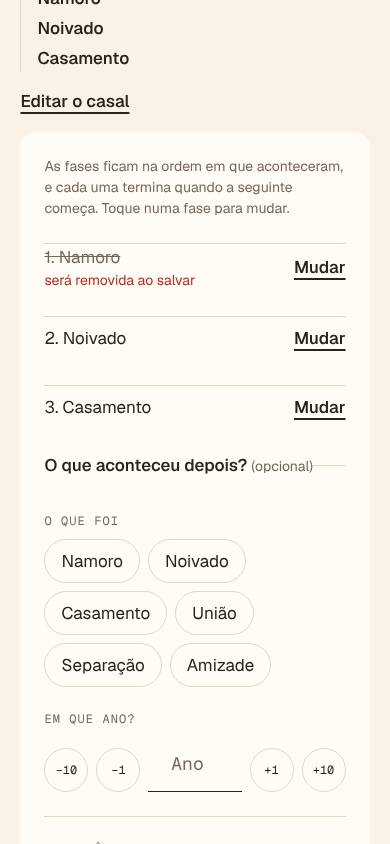 Namoro
Noivado
Casamento
Editar o casal
As fases ficam na ordem em que aconteceram,
e cada uma termina quando a seguinte
começa. Toque numa fase para mudar.
1. Namoro
será removida ao salvar
Mudar
2. Noivado
Mudar
3. Casamento
Mudar
O que aconteceu depois? (opcional)
O QUE FOI
Namoro
Noivado
Casamento
União
Separação
Amizade
EM QUE ANO?
−10
−1
Ano
+1
+10